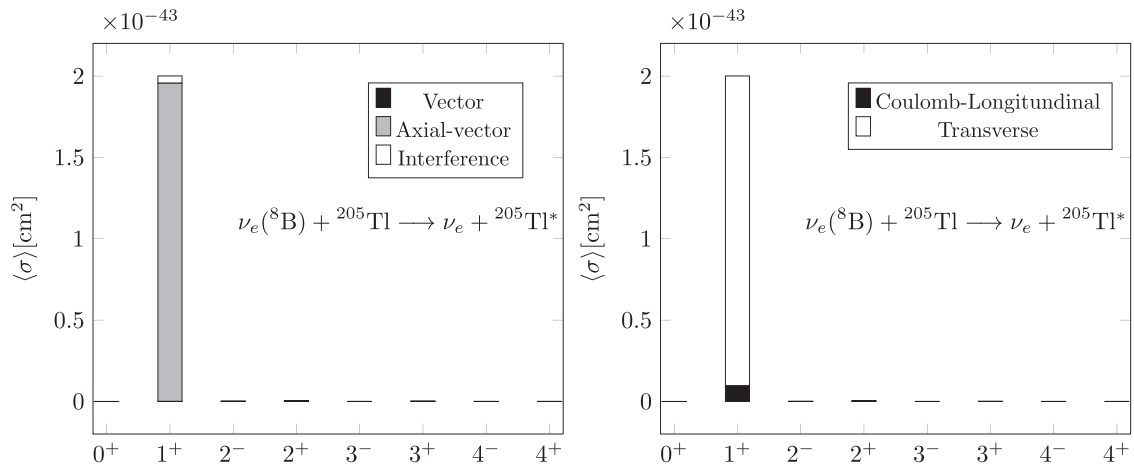 ×10⁻⁴³
2
1.5
1
0.5
0
⟨σ⟩[cm²]
Vector
Axial-vector
Interference
νₑ(⁸B) + ²⁰⁵Tl ⟶ νₑ + ²⁰⁵Tl*
0⁺ 1⁺ 2⁻ 2⁺ 3⁻ 3⁺ 4⁻ 4⁺
×10⁻⁴³
2
1.5
1
0.5
0
⟨σ⟩[cm²]
Coulomb-Longitundinal
Transverse
νₑ(⁸B) + ²⁰⁵Tl ⟶ νₑ + ²⁰⁵Tl*
0⁺ 1⁺ 2⁻ 2⁺ 3⁻ 3⁺ 4⁻ 4⁺